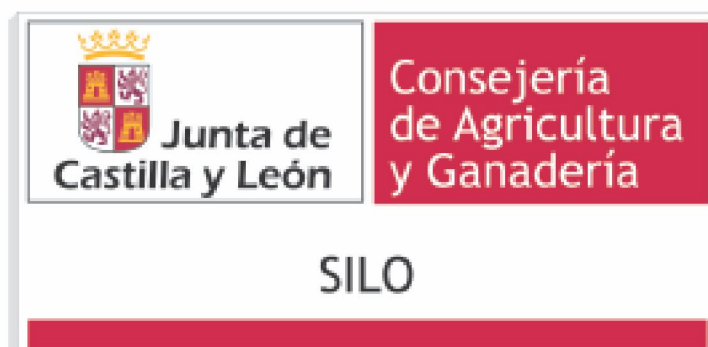 Junta de
Castilla y León
Consejería
de Agricultura
y Ganadería
SILO